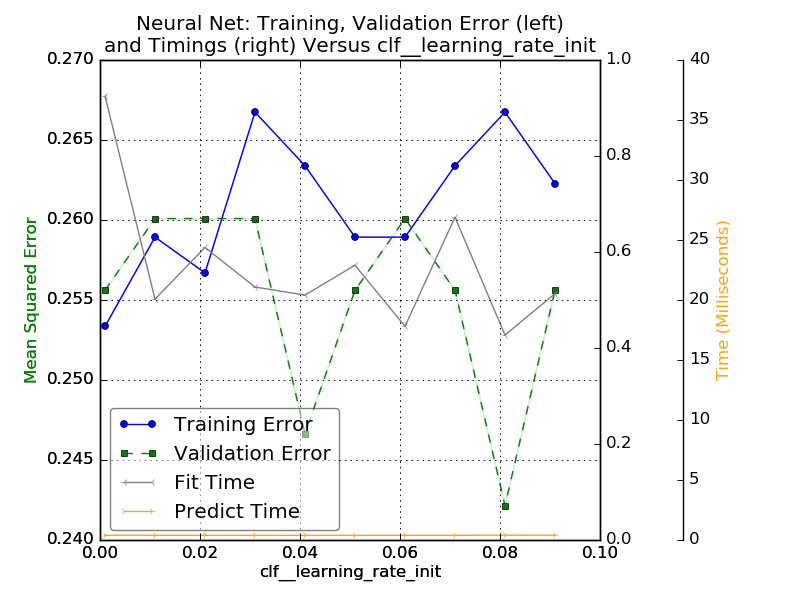 Neural Net: Training, Validation Error (left)
and Timings (right) Versus clf__learning_rate_init
0.270
0.265
0.260
0.255
0.250
0.245
0.240
Mean Squared Error
1.0
0.8
0.6
0.4
0.2
0.0
40
35
30
25
20
15
10
5
0
Time (Milliseconds)
Training Error
Validation Error
Fit Time
Predict Time
0.00 0.02 0.04 0.06 0.08 0.10
clf__learning_rate_init